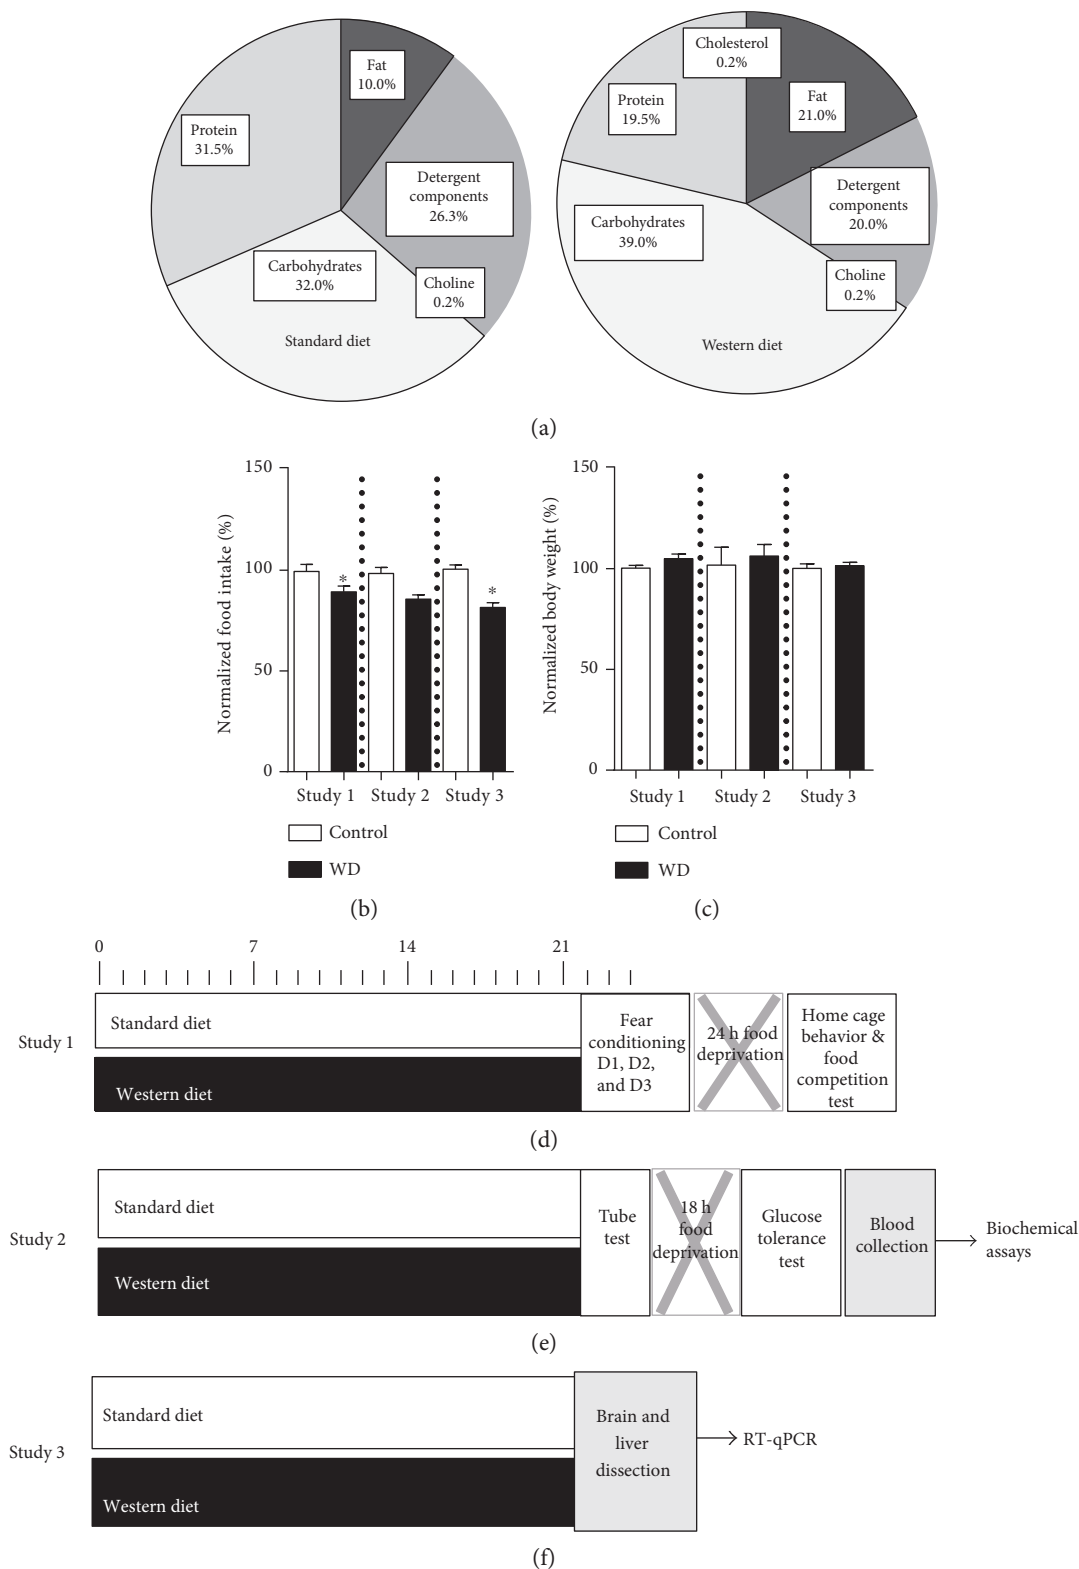 Fat
10.0%
Protein
31.5%
Detergent
components
26.3%
Carbohydrates
32.0%
Choline
0.2%
Standard diet
Cholesterol
0.2%
Fat
21.0%
Protein
19.5%
Detergent
components
20.0%
Carbohydrates
39.0%
Choline
0.2%
Western diet
(a)
Normalized food intake (%)
150
100
50
0
*
*
Study 1
Study 2
Study 3
Control
WD
(b)
Normalized body weight (%)
150
100
50
0
Study 1
Study 2
Study 3
Control
WD
(c)
0
7
14
21
Study 1
Standard diet
Western diet
Fear
conditioning
D1, D2,
and D3
24 h food
deprivation
Home cage
behavior &
food
competition
test
(d)
Study 2
Standard diet
Western diet
Tube
test
18 h
food
deprivation
Glucose
tolerance
test
Blood
collection
Biochemical
assays
(e)
Study 3
Standard diet
Western diet
Brain and
liver
dissection
RT-qPCR
(f)